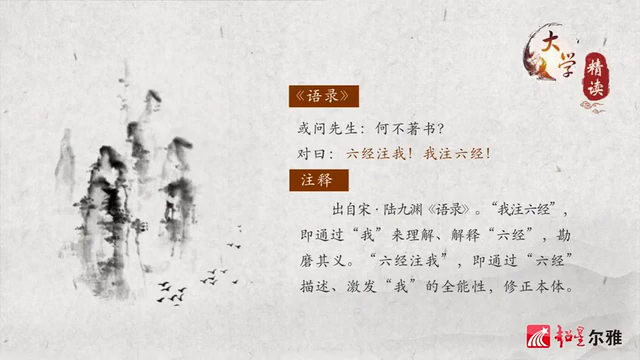 大学
精读
《语录》
或问先生：何不著书？
对曰：六经注我！我注六经！
注释
出自宋·陆九渊《语录》。“我注六经”，
即通过“我”来理解、解释“六经”，勘
磨其义。“六经注我”，即通过“六经”
描述、激发“我”的全能性，修正本体。
超星尔雅